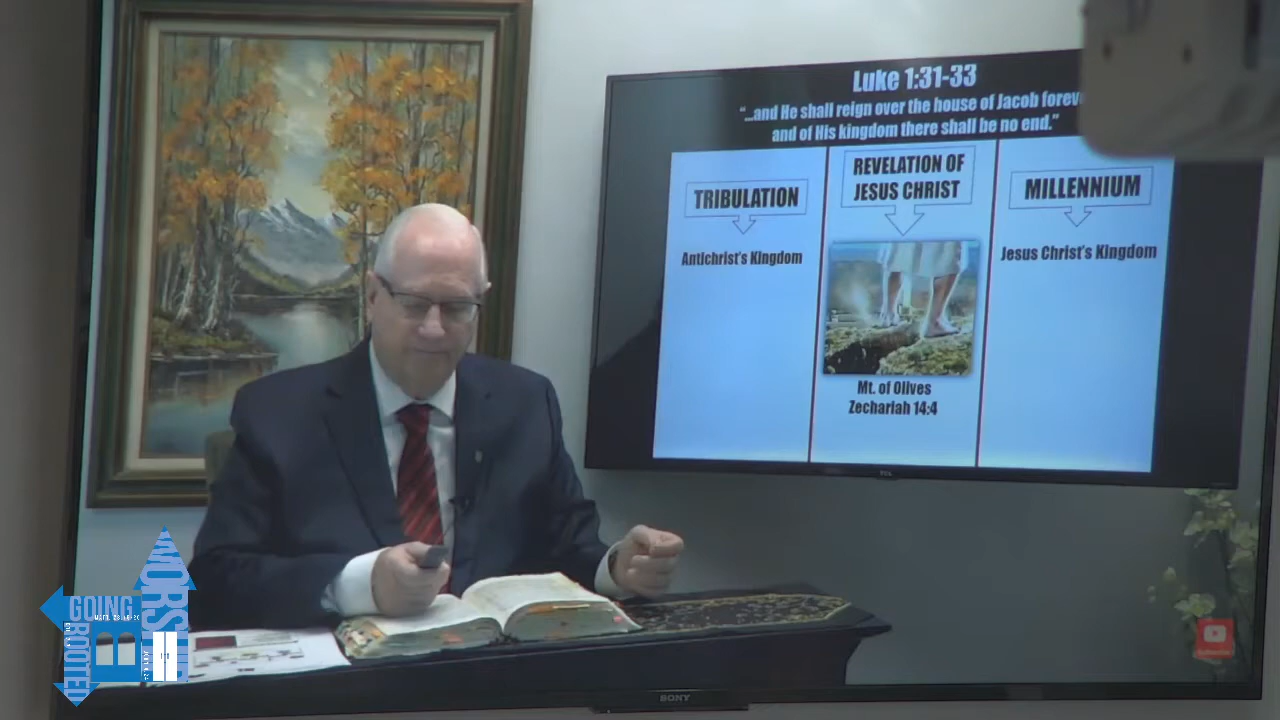 Luke 1:31-33
“...and He shall reign over the house of Jacob forev
and of His kingdom there shall be no end.”
TRIBULATION
Antichrist's Kingdom
REVELATION OF
JESUS CHRIST
Mt. of Olives
Zechariah 14:4
MILLENNIUM
Jesus Christ's Kingdom
TCL
GOING
ROOTED
WORSHIP
SONY